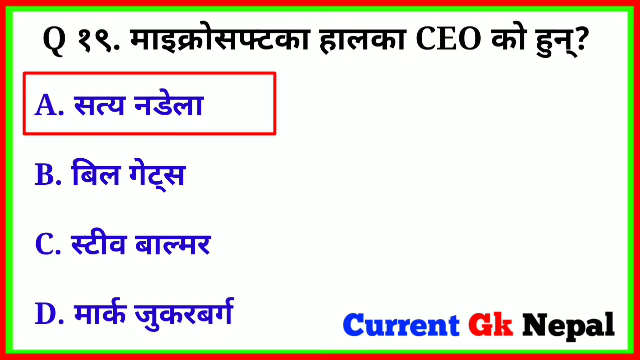 Q १९. माइक्रोसफ्टका हालका CEO को हुन्?
A. सत्य नडेला
B. बिल गेट्स
C. स्टीव बाल्मर
D. मार्क जुकरबर्ग
Current Gk Nepal